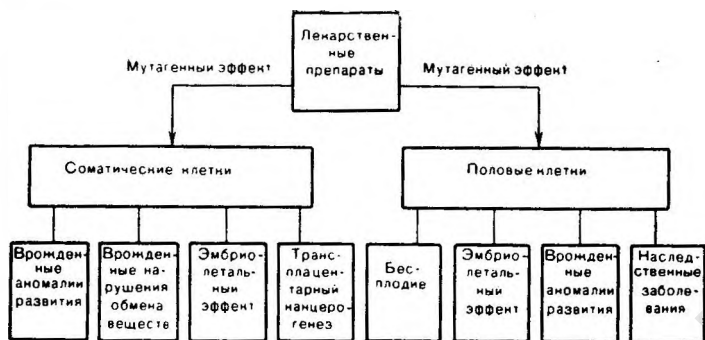 Лекарствен-
ные
препараты
Мутагенный эффект
Мутагенный эффект
Соматические клетки
Половые клетки
Врожден-
ные
аномалии
развития
Врожден-
ные на-
рушения
обмена
веществ
Эмбрио-
леталь-
ный
эффект
Транс-
плацен-
тарный
канцеро-
генез
Бес-
плодие
Эмбрио-
леталь-
ный
эффект
Врожден-
ные
аномалии
развития
Наслед-
ственные
заболе-
вания